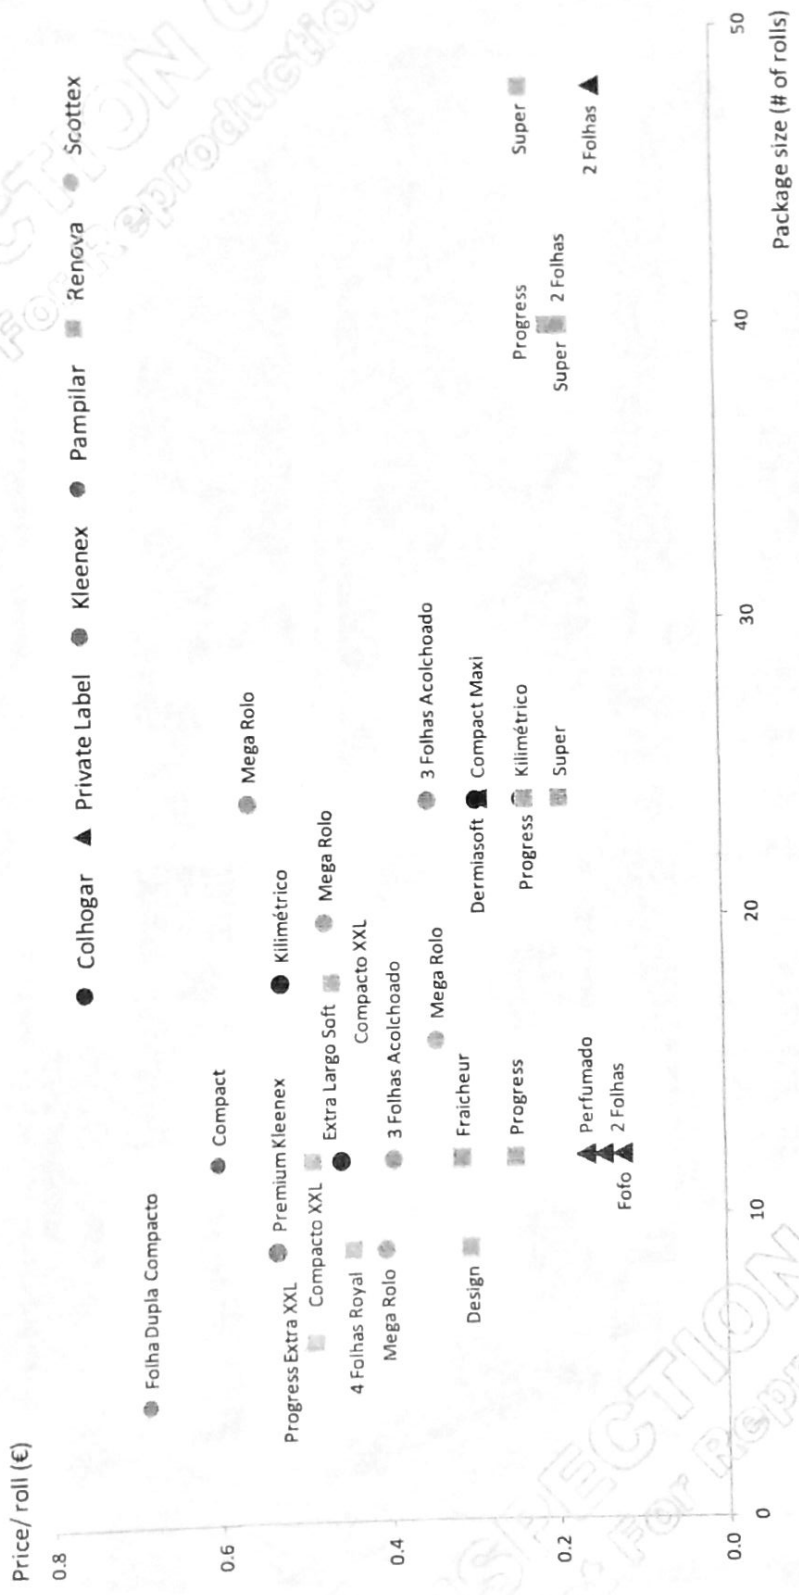 Price/ roll (€)
Colhogar
Private Label
Kleenex
Pampilar
Renova
Scottex
0.8
0.6
0.4
0.2
0.0
Folha Dupla Compacto
Compact
Mega Rolo
Premium Kleenex
Kilimétrico
Progress Extra XXL
Compacto XXL
Extra Largo Soft
Mega Rolo
4 Folhas Royal
Compacto XXL
Mega Rolo
3 Folhas Acolchoado
Mega Rolo
3 Folhas Acolchoado
Design
Fraicheur
Dermiasoft
Compact Maxi
Progress
Progress
Kilimétrico
Super
Progress
Super
2 Folhas
Super
2 Folhas
Perfumado
2 Folhas
Fofo
0
10
20
30
40
50
Package size (# of rolls)